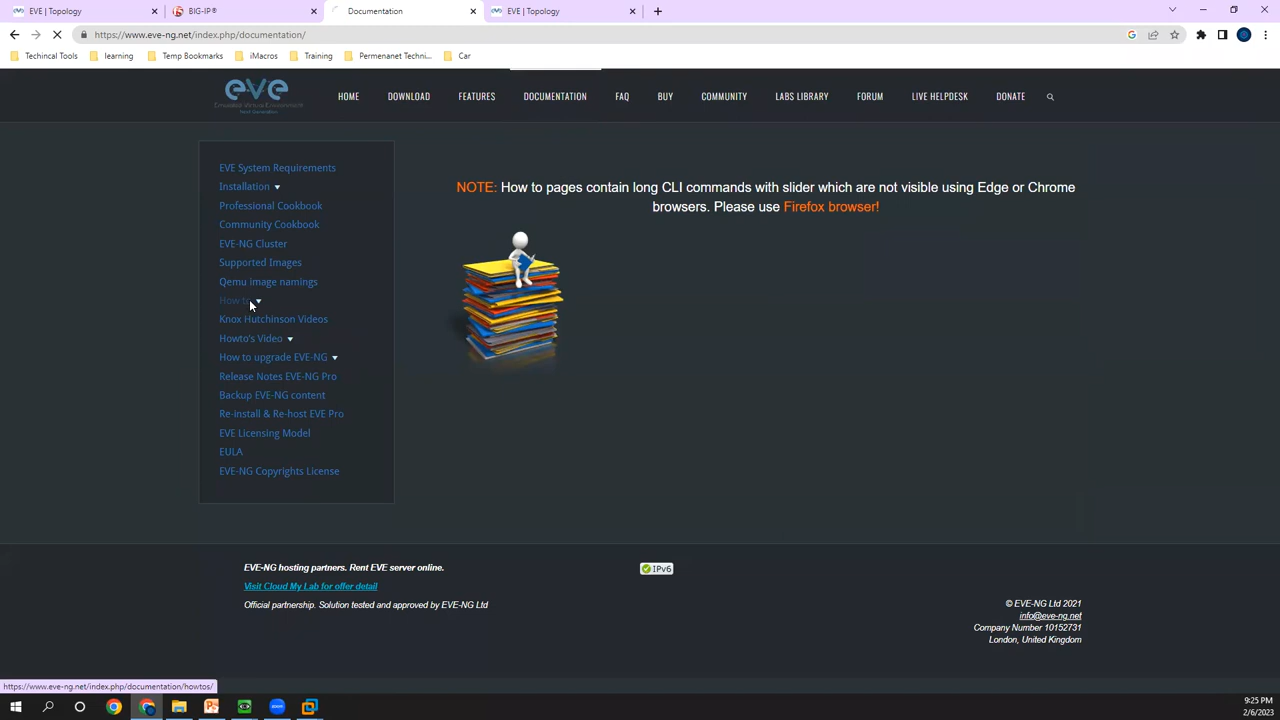 EVE | Topology
BIG-IP®
Documentation
EVE | Topology
https://www.eve-ng.net/index.php/documentation/
Techincal Tools
learning
Temp Bookmarks
iMacros
Training
Permenanet Techni...
Car
eve
Next Generation
HOME
DOWNLOAD
FEATURES
DOCUMENTATION
FAQ
BUY
COMMUNITY
LABS LIBRARY
FORUM
LIVE HELPDESK
DONATE
EVE System Requirements
Installation
Professional Cookbook
Community Cookbook
EVE-NG Cluster
Supported Images
Qemu image namings
How to
Knox Hutchinson Videos
Howto's Video
How to upgrade EVE-NG
Release Notes EVE-NG Pro
Backup EVE-NG content
Re-install & Re-host EVE Pro
EVE Licensing Model
EULA
EVE-NG Copyrights License
NOTE: How to pages contain long CLI commands with slider which are not visible using Edge or Chrome
browsers. Please use Firefox browser!
EVE-NG hosting partners. Rent EVE server online.
Visit Cloud My Lab for offer detail
Official partnership. Solution tested and approved by EVE-NG Ltd
IPv6
© EVE-NG Ltd 2021
info@eve-ng.net
Company Number 10152731
London, United Kingdom
https://www.eve-ng.net/index.php/documentation/howtos/
zoom
9:25 PM
2/6/2023